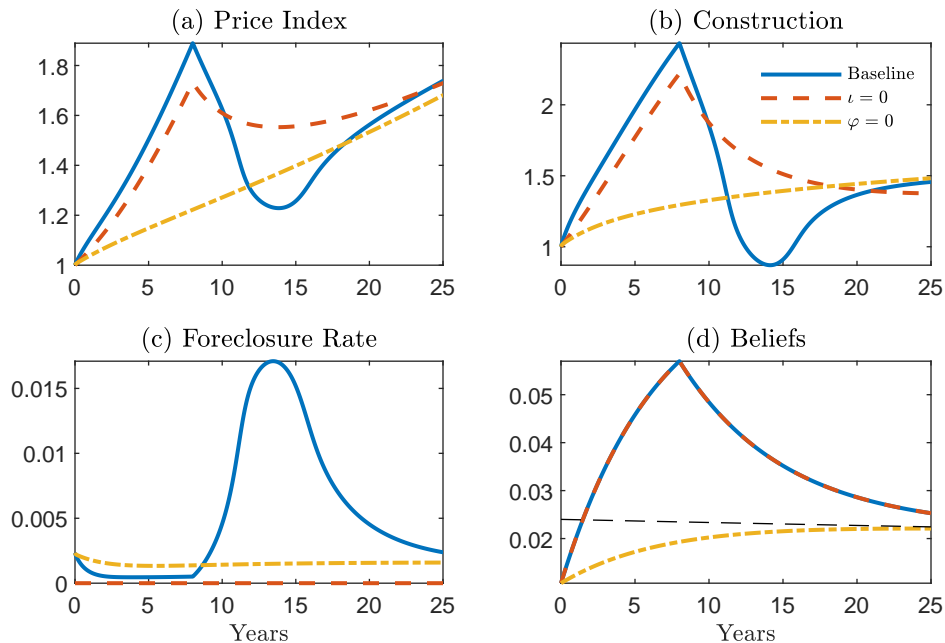 (a) Price Index
1.8
1.6
1.4
1.2
1
0 5 10 15 20 25
(b) Construction
2
1.5
1
0 5 10 15 20 25
Baseline
ι = 0
φ = 0
(c) Foreclosure Rate
0.015
0.01
0.005
0
0 5 10 15 20 25
Years
(d) Beliefs
0.05
0.04
0.03
0.02
0 5 10 15 20 25
Years